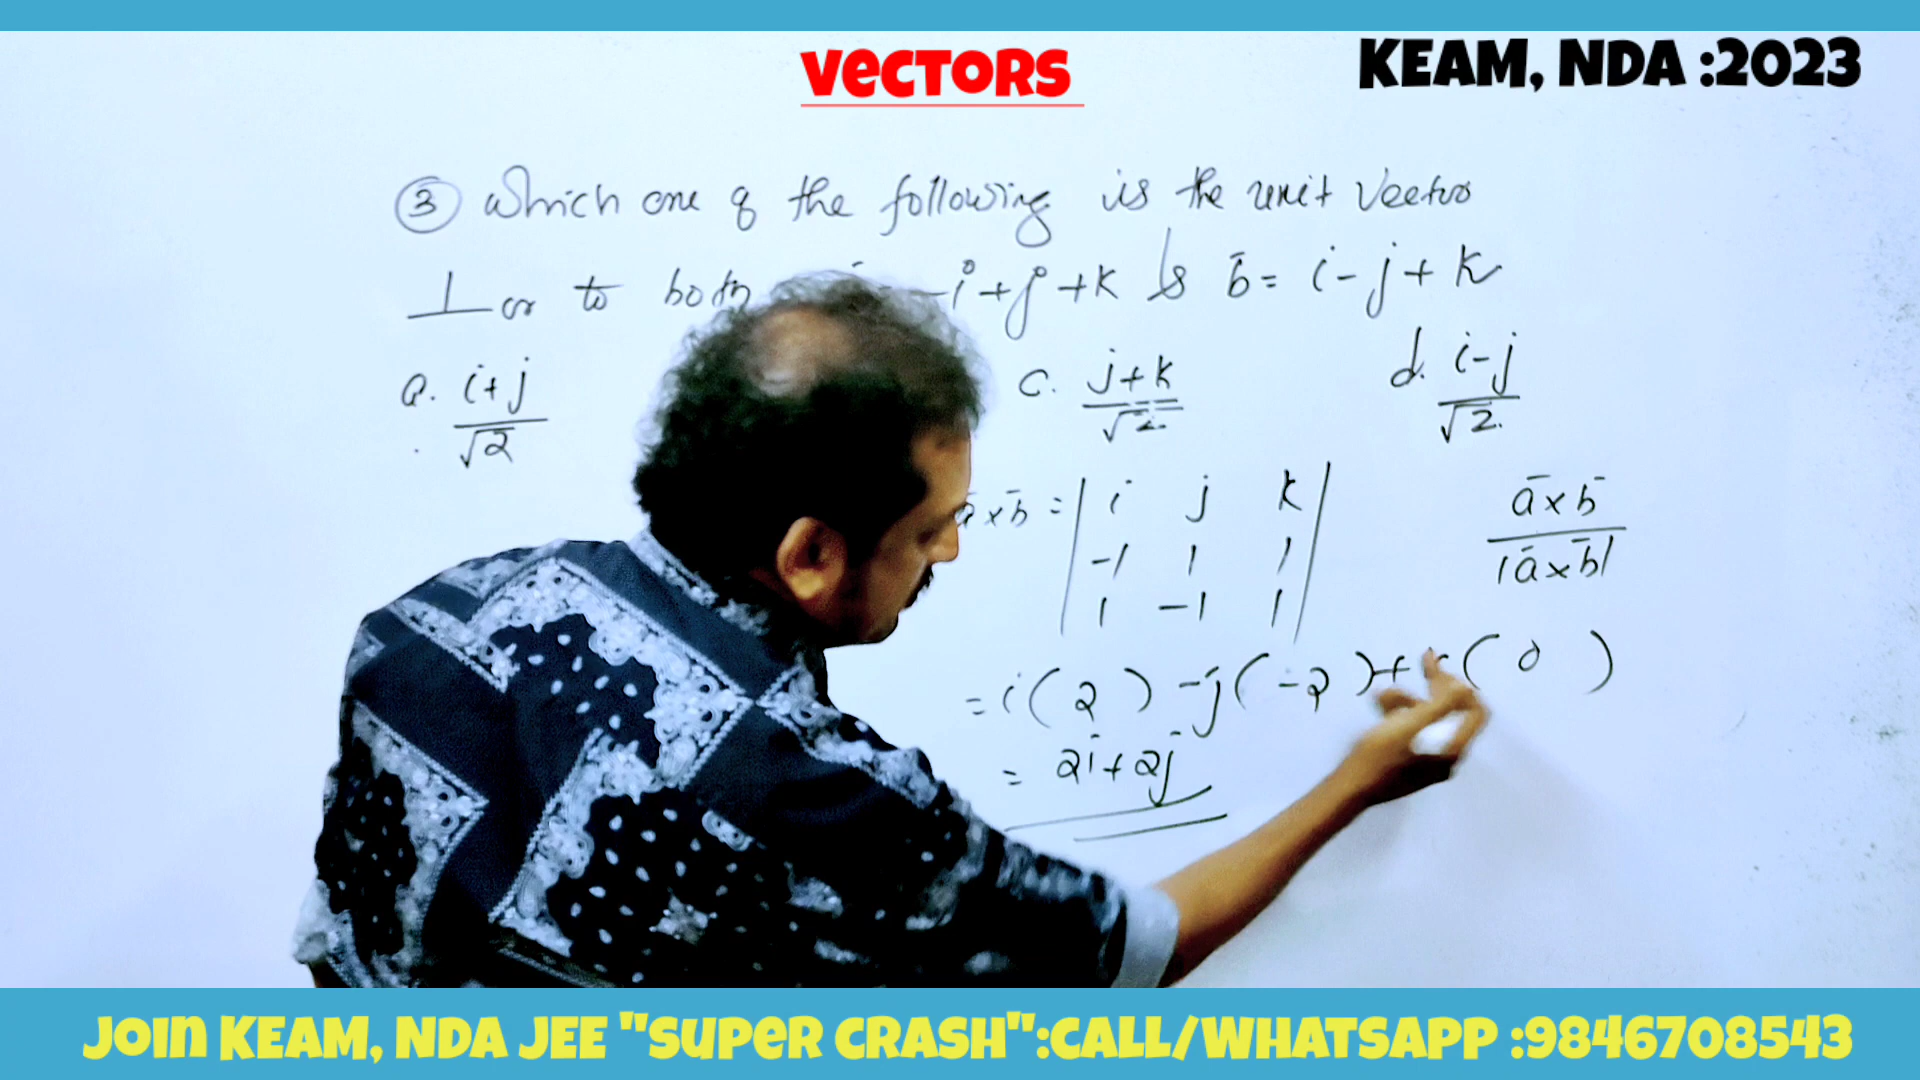 VECTORS
KEAM, NDA :2023
③ Which one of the following is the unit vector
⊥ or to both -i+j+k & b̄= i-j+k
a. i+j/√2 c. j+k/√2 d. i-j/√2
ā×b̄ = | i j k |
-1 1 1
1 -1 1
ā×b̄
|ā×b̄|
= i( 2 ) -j( -2 )+ ( 0 )
= 2i+2j
JOIN KEAM, NDA JEE "SUPER CRASH":CALL/WHATSAPP :9846708543